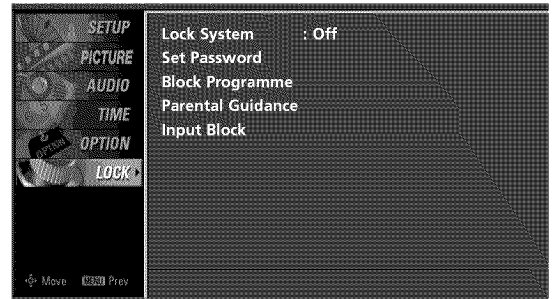 SETUP
PICTURE
AUDIO
TIME
OPTION
LOCK
Lock System : Off
Set Password
Block Programme
Parental Guidance
Input Block
OPTION
Move MENU Prev